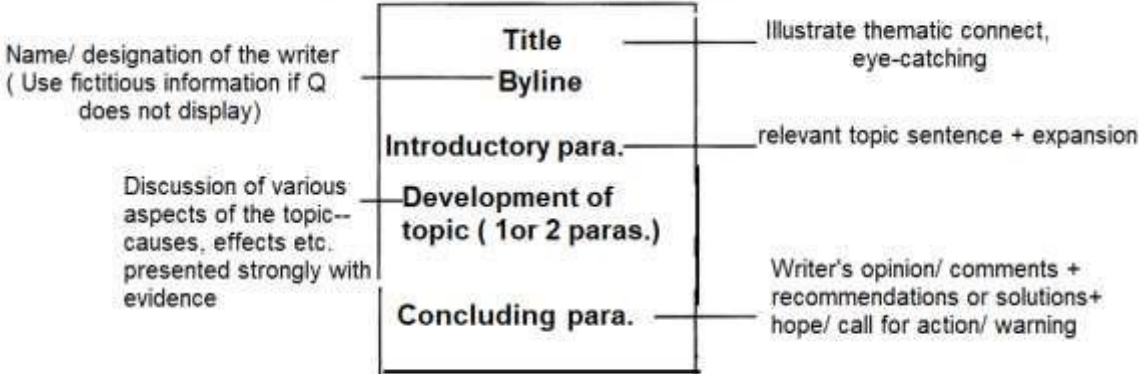 Title
Illustrate thematic connect,
eye-catching
Name/ designation of the writer
( Use fictitious information if Q
does not display)
Byline
Introductory para.
relevant topic sentence + expansion
Discussion of various
aspects of the topic--
causes, effects etc.
presented strongly with
evidence
Development of
topic ( 1or 2 paras.)
Concluding para.
Writer's opinion/ comments +
recommendations or solutions+
hope/ call for action/ warning